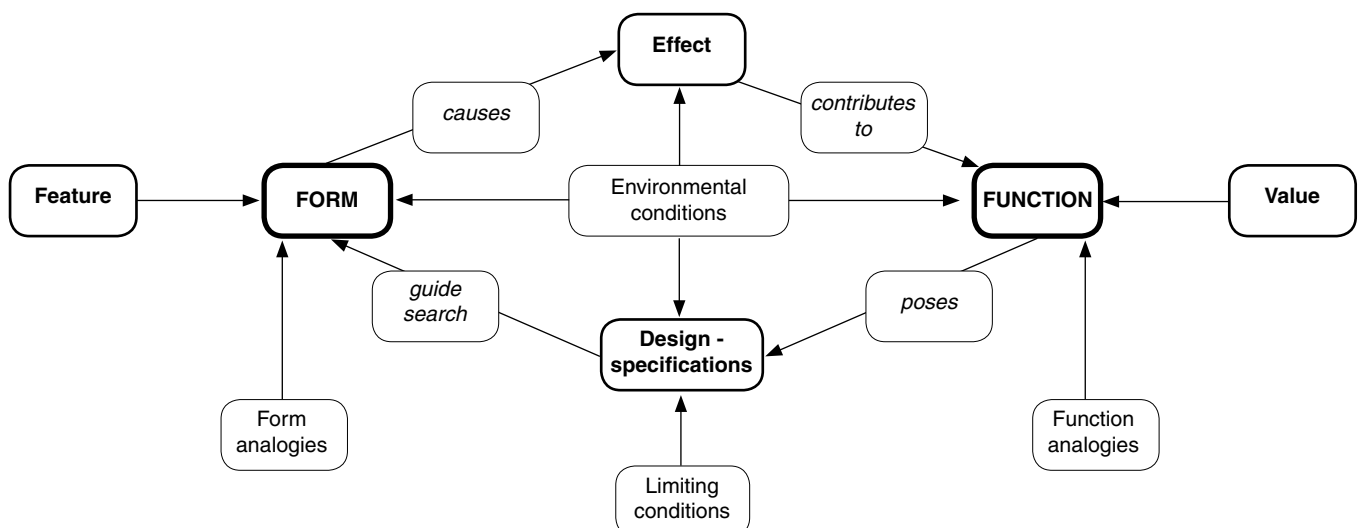 Effect
causes
contributes
to
Feature
FORM
Environmental
conditions
FUNCTION
Value
guide
search
poses
Design -
specifications
Form
analogies
Function
analogies
Limiting
conditions